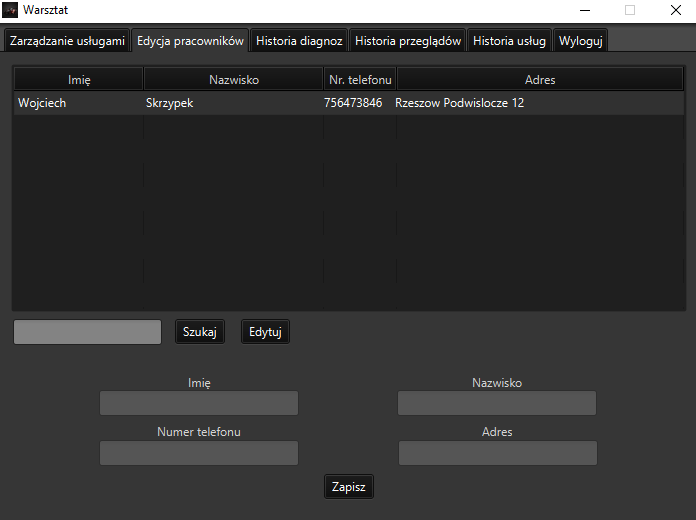 Warsztat
Zarządzanie usługami Edycja pracowników Historia diagnoz Historia przeglądów Historia usług Wyloguj
Imię Nazwisko Nr. telefonu Adres
Wojciech Skrzypek 756473846 Rzeszow Podwislocze 12
Szukaj Edytuj
Imię Nazwisko
Numer telefonu Adres
Zapisz